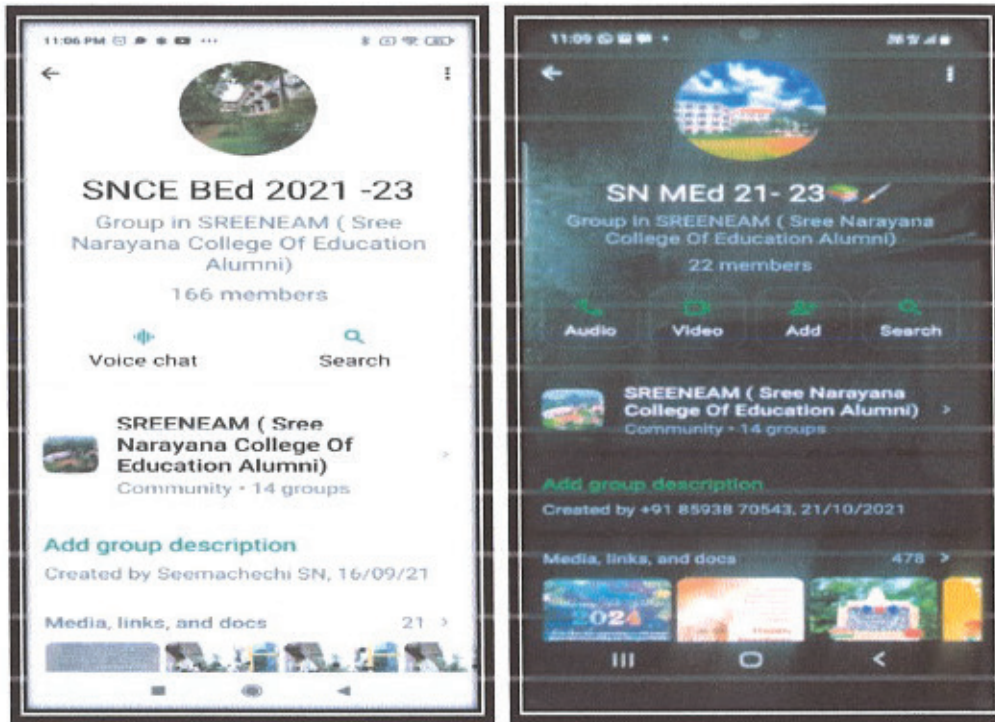 11:06 PM
SNCE BEd 2021 -23
Group in SREENEAM ( Sree
Narayana College Of Education
Alumni)
166 members
Voice chat
Search
SREENEAM ( Sree
Narayana College Of
Education Alumni)
Community • 14 groups
Add group description
Created by Seemachechi SN, 16/09/21
Media, links, and docs
21 >
11:09
SN MEd 21- 23
Group in SREENEAM ( Sree Narayana
College Of Education Alumni)
22 members
Audio
Video
Add
Search
SREENEAM ( Sree Narayana
College Of Education Alumni)
Community • 14 groups
Add group description
Created by +91 85938 70543, 21/10/2021
Media, links, and docs
478 >
2024